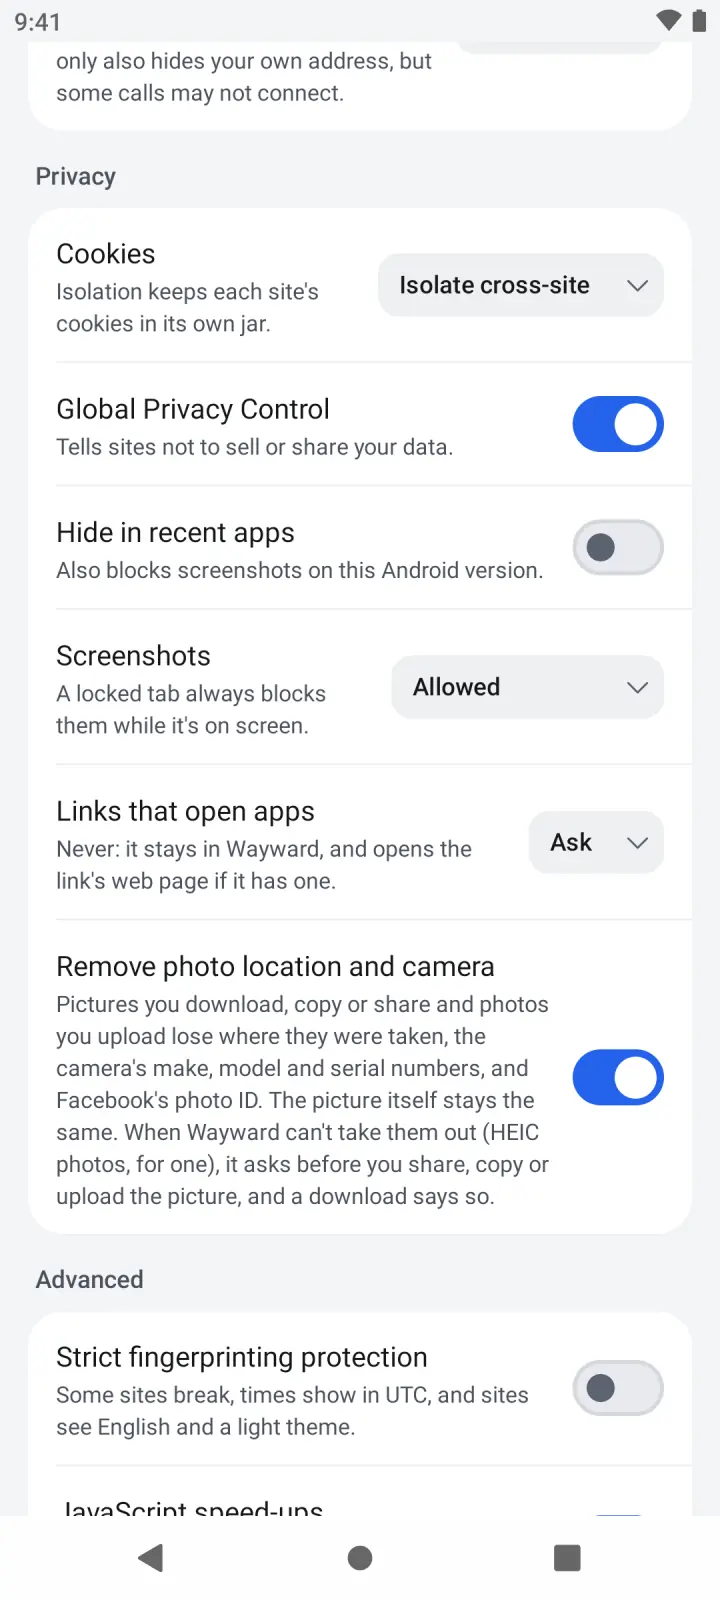 9:41
only also hides your own address, but
some calls may not connect.
Privacy
Cookies
Isolation keeps each site's
cookies in its own jar.
Isolate cross-site
Global Privacy Control
Tells sites not to sell or share your data.
Hide in recent apps
Also blocks screenshots on this Android version.
Screenshots
A locked tab always blocks
them while it's on screen.
Allowed
Links that open apps
Never: it stays in Wayward, and opens the
link's web page if it has one.
Ask
Remove photo location and camera
Pictures you download, copy or share and photos
you upload lose where they were taken, the
camera's make, model and serial numbers, and
Facebook's photo ID. The picture itself stays the
same. When Wayward can't take them out (HEIC
photos, for one), it asks before you share, copy or
upload the picture, and a download says so.
Advanced
Strict fingerprinting protection
Some sites break, times show in UTC, and sites
see English and a light theme.
JavaScript speed-ups